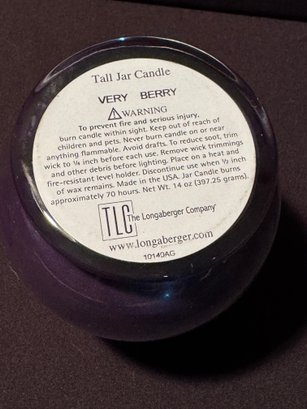 Tall Jar Candle
VERY BERRY
⚠WARNING
To prevent fire and serious injury,
burn candle within sight. Keep out of reach of
children and pets. Never burn candle on or near
anything flammable. Avoid drafts. To reduce soot, trim
wick to ⅛ inch before each use. Remove wick trimmings
and other debris before lighting. Place on a heat and
fire-resistant level holder. Discontinue use when ½ inch
of wax remains. Made in the USA. Jar Candle burns
approximately 70 hours. Net Wt. 14 oz (397.25 grams).
TLC The Longaberger Company
www.longaberger.com
10140AG